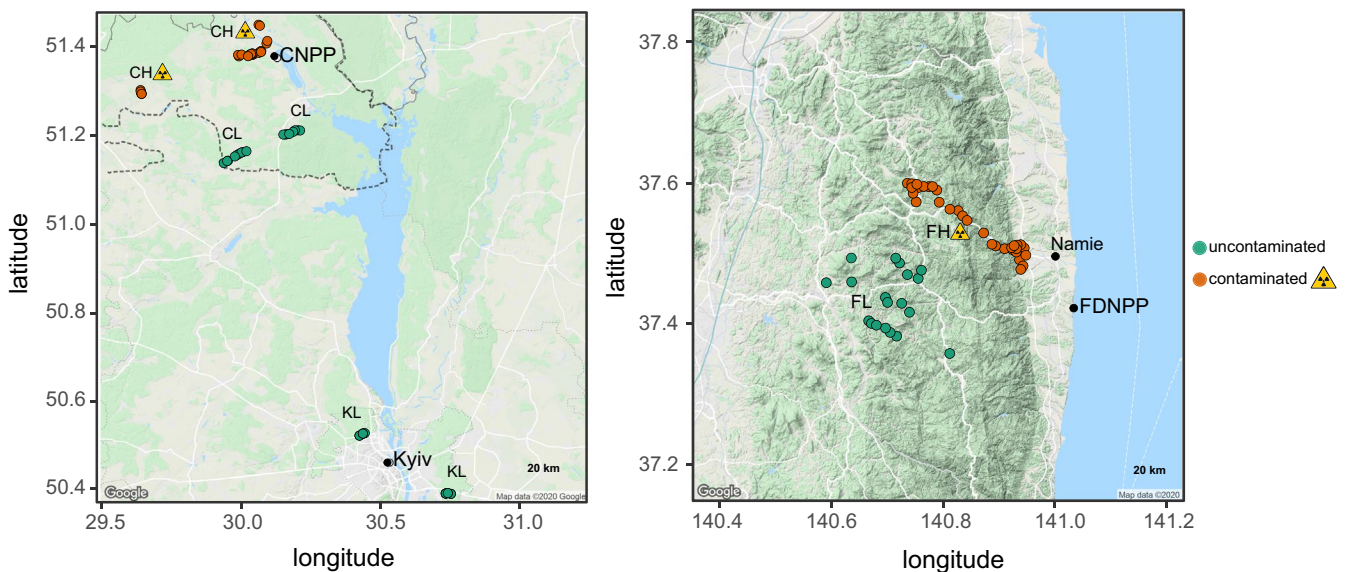 latitude
51.4
51.2
51.0
50.8
50.6
50.4
29.5
30.0
30.5
31.0
longitude
CH
CNPP
CH
CL
CL
KL
Kyiv
KL
20 km
Google
Map data ©2020 Google
latitude
37.8
37.6
37.4
37.2
140.4
140.6
140.8
141.0
141.2
longitude
FH
Namie
FL
FDNPP
20 km
Google
Map data ©2020
uncontaminated
contaminated